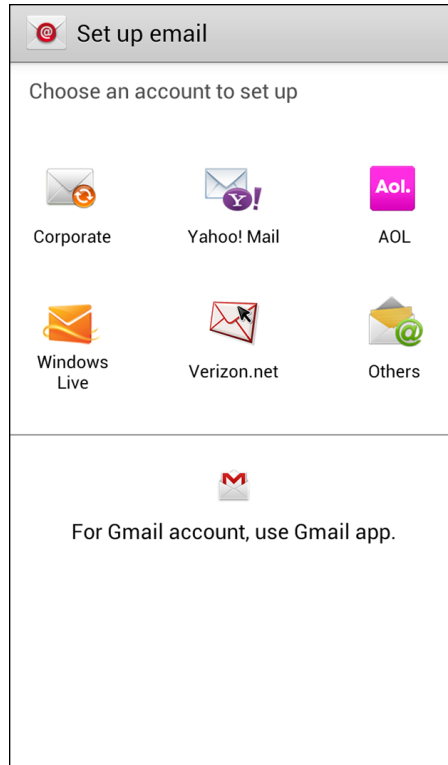 Set up email
Choose an account to set up
Aol.
Corporate
Yahoo! Mail
AOL
Windows
Live
Verizon.net
Others
For Gmail account, use Gmail app.